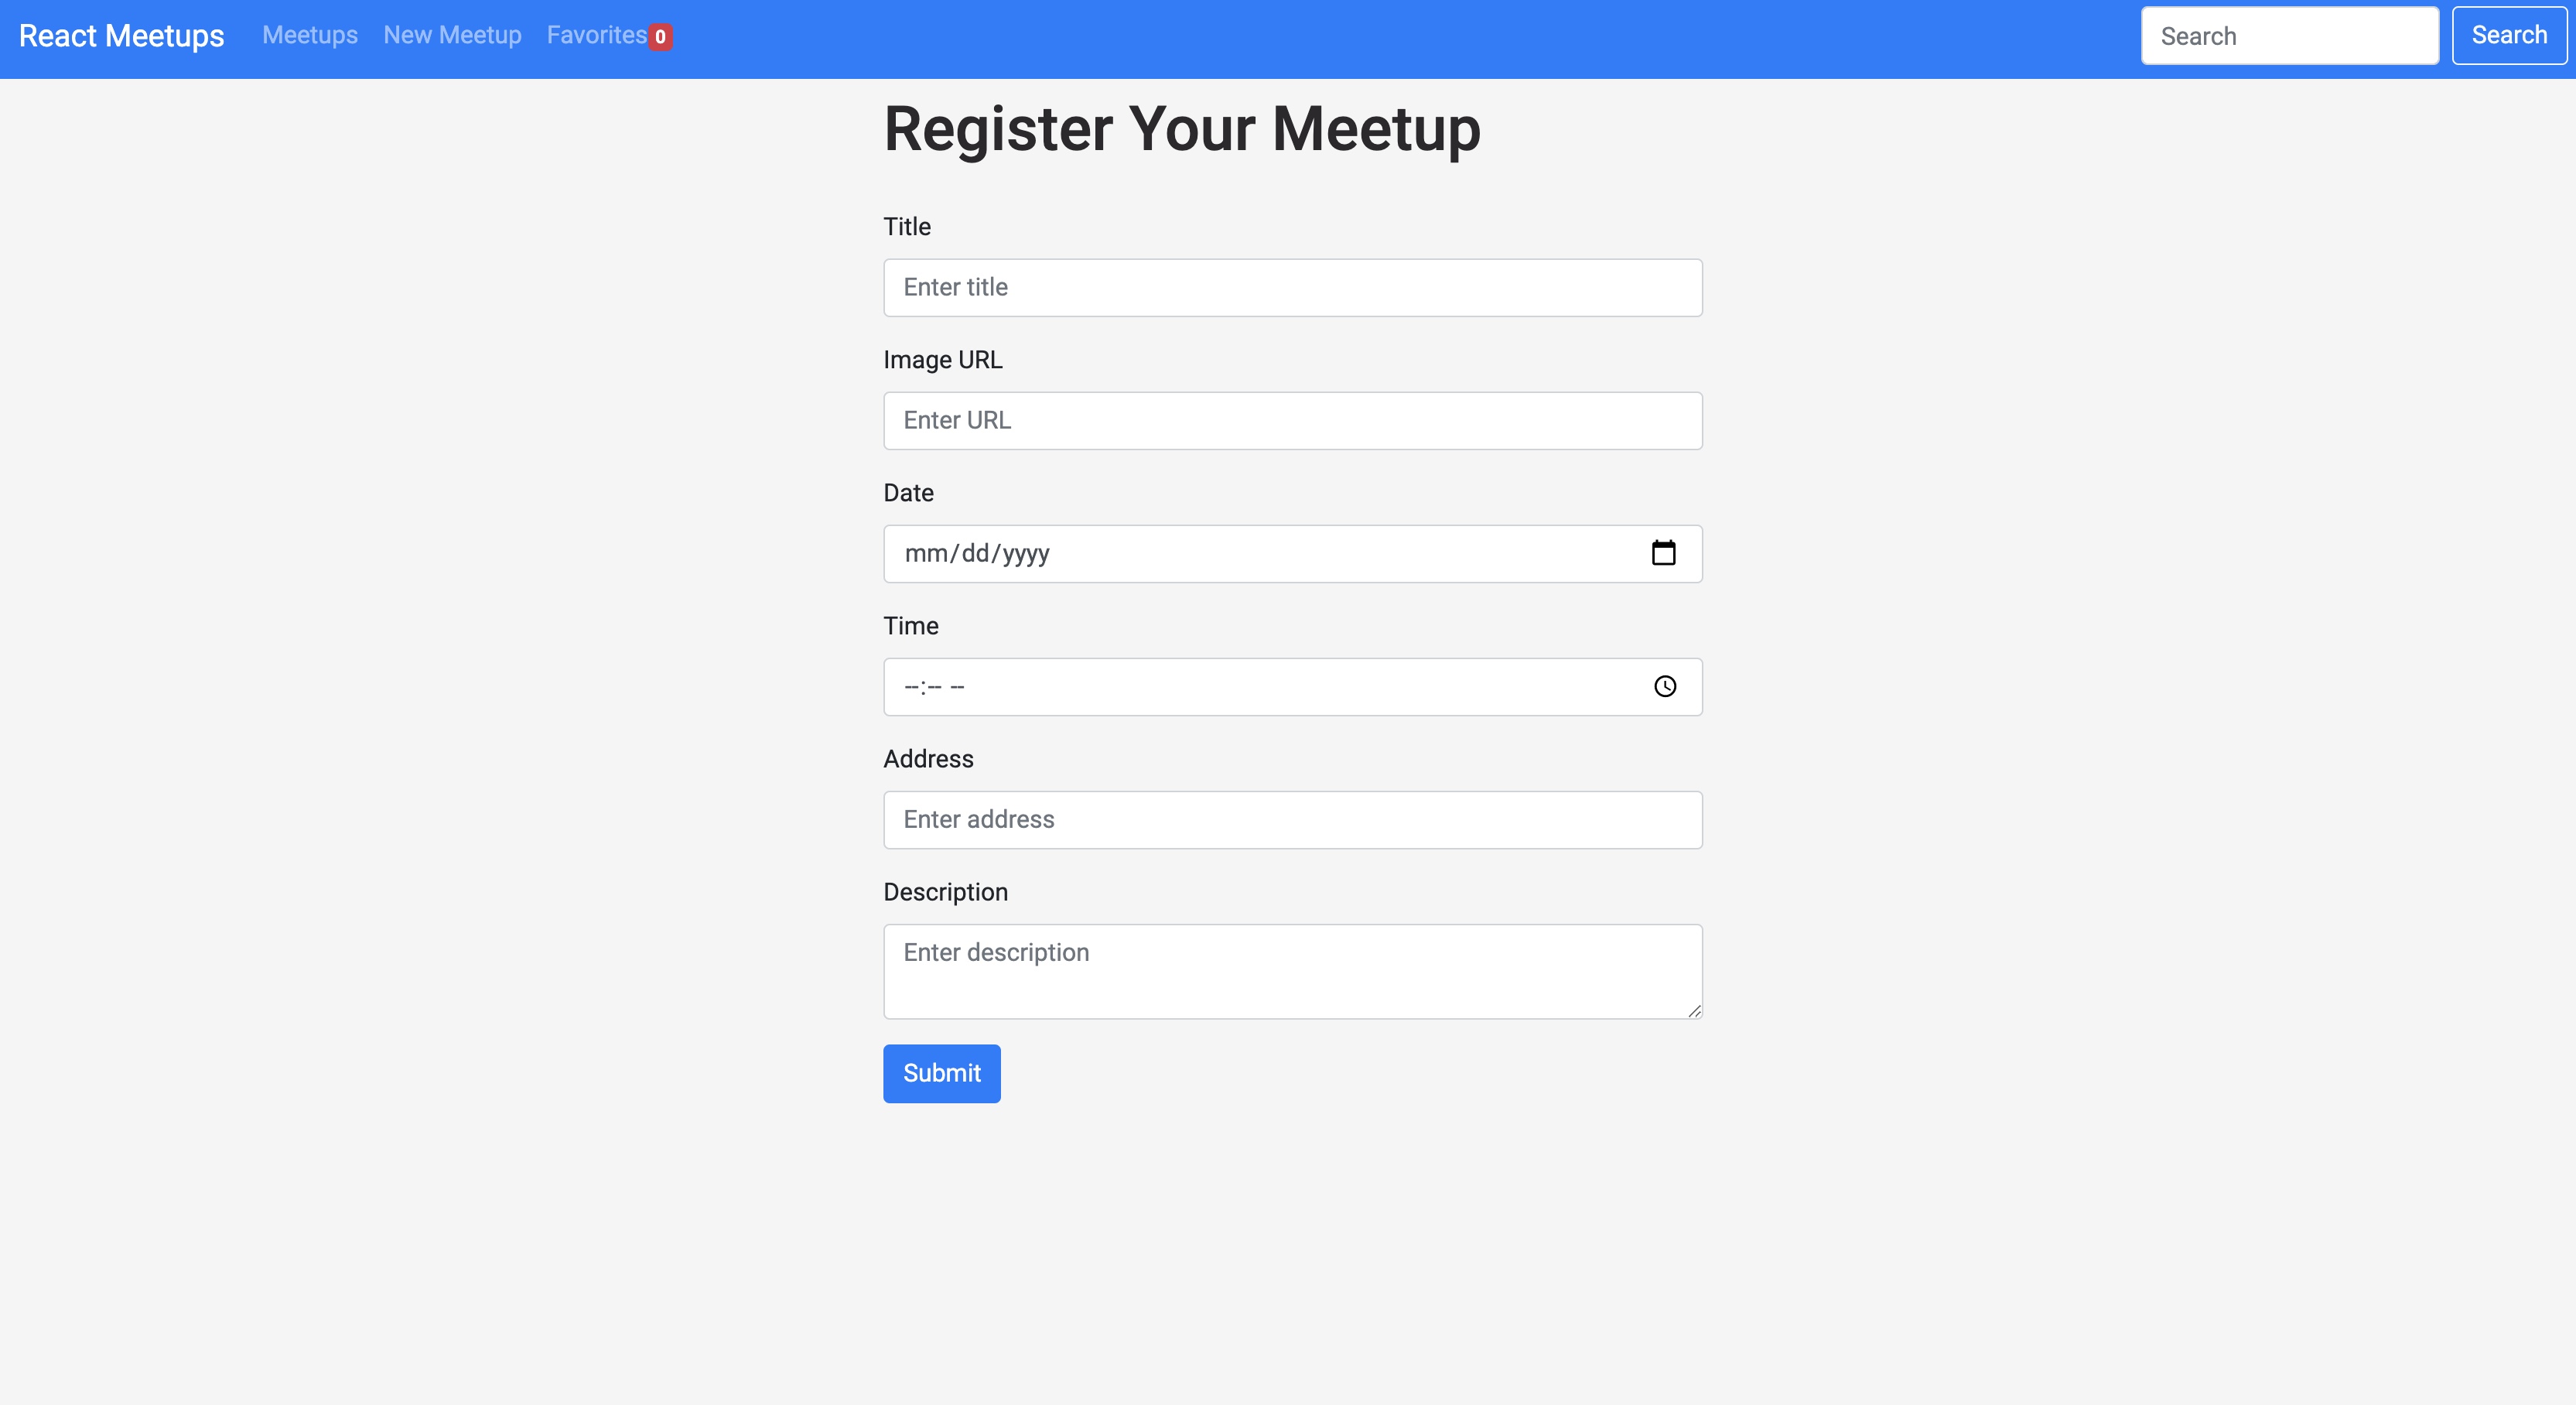 React Meetups Meetups New Meetup Favorites 0 Search Search
Register Your Meetup
Title
Enter title
Image URL
Enter URL
Date
mm/dd/yyyy
Time
--:-- --
Address
Enter address
Description
Enter description
Submit